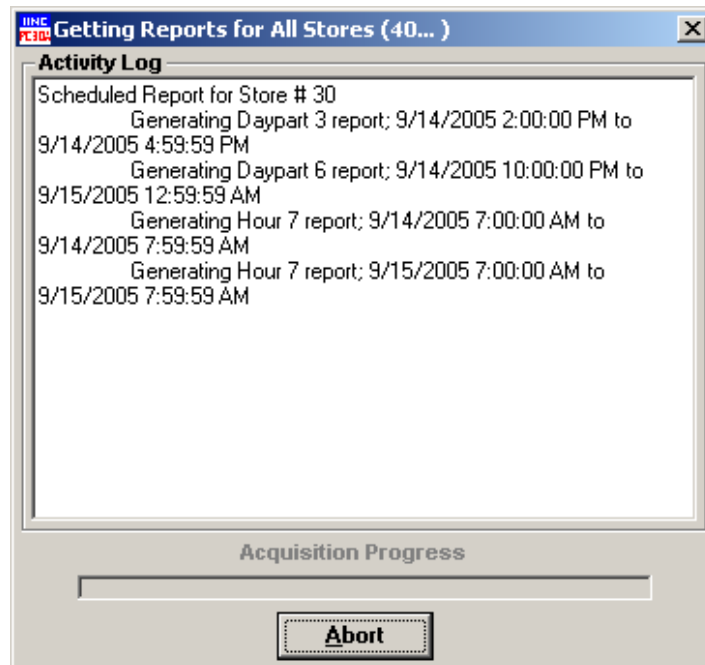 IINC
PC30A
Getting Reports for All Stores (40... )
Activity Log
Scheduled Report for Store # 30
Generating Daypart 3 report; 9/14/2005 2:00:00 PM to
9/14/2005 4:59:59 PM
Generating Daypart 6 report; 9/14/2005 10:00:00 PM to
9/15/2005 12:59:59 AM
Generating Hour 7 report; 9/14/2005 7:00:00 AM to
9/14/2005 7:59:59 AM
Generating Hour 7 report; 9/15/2005 7:00:00 AM to
9/15/2005 7:59:59 AM
Acquisition Progress
Abort